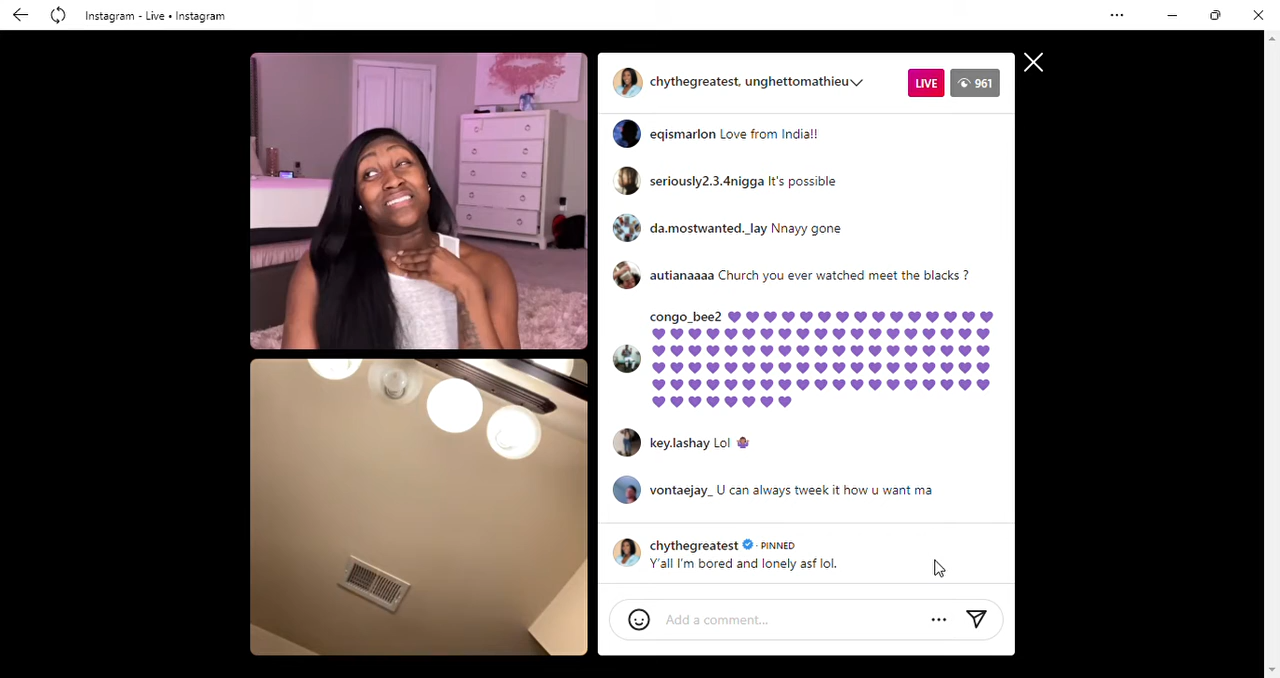 Instagram - Live • Instagram
chythegreatest, unghettomathieu
LIVE
961
eqismarlon Love from India!!
seriously2.3.4nigga It's possible
da.mostwanted._lay Nnayy gone
autianaaaa Church you ever watched meet the blacks ?
congo_bee2 💜💜💜💜💜💜💜💜💜💜💜💜💜💜💜
💜💜💜💜💜💜💜💜💜💜💜💜💜💜💜💜💜💜💜
💜💜💜💜💜💜💜💜💜💜💜💜💜💜💜💜💜💜💜
💜💜💜💜💜💜💜💜💜💜💜💜💜💜💜💜💜💜💜
💜💜💜💜💜💜💜💜💜💜💜💜💜💜💜💜💜💜💜
💜💜💜💜💜💜💜💜
key.lashay Lol 🤷🏾‍♀️
vontaejay_ U can always tweek it how u want ma
chythegreatest · PINNED
Y'all I'm bored and lonely asf lol.
Add a comment...